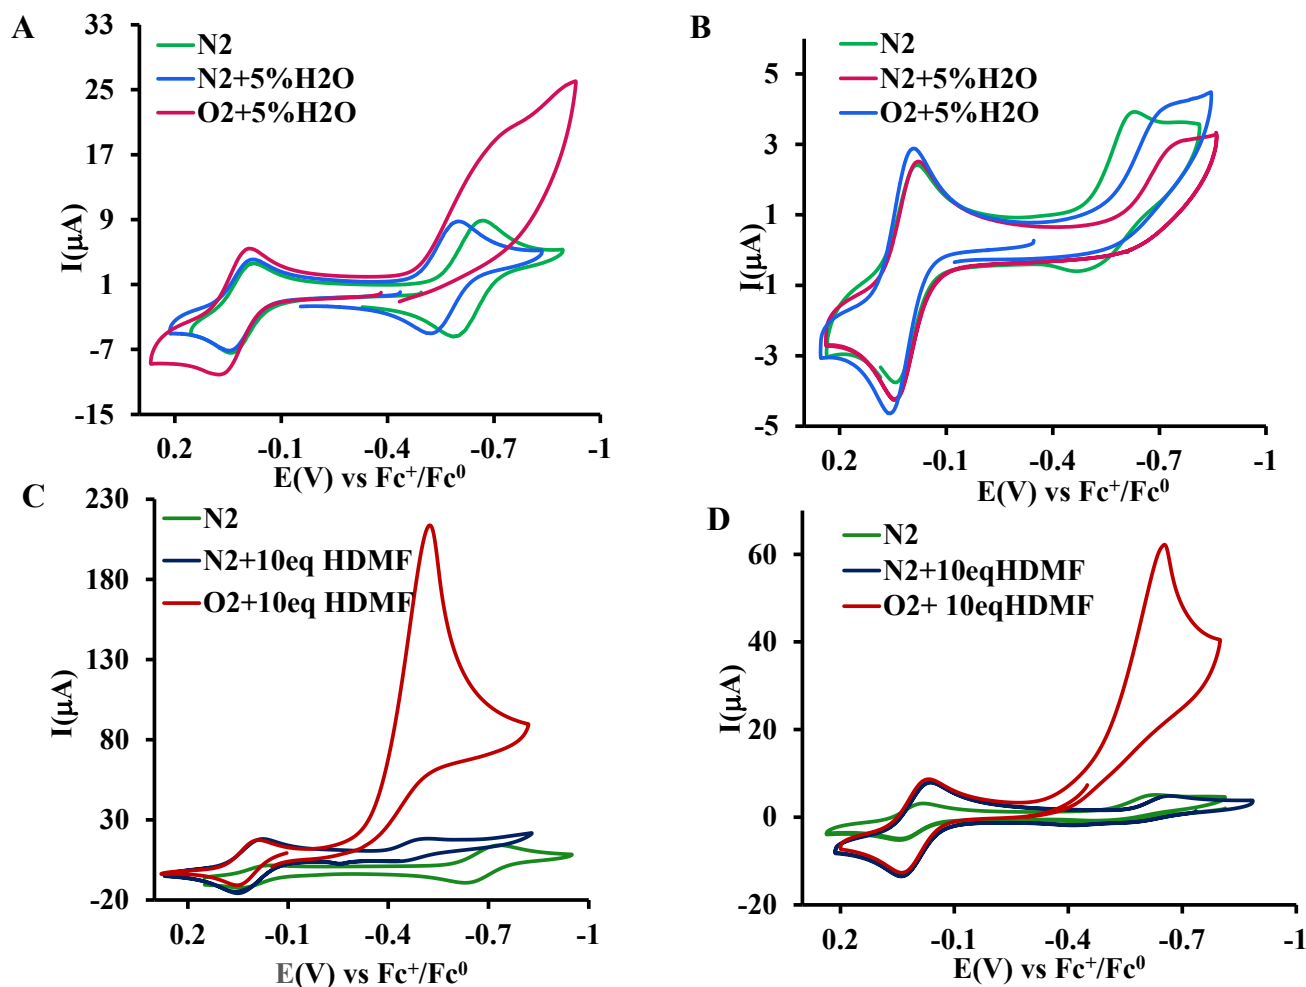 A
33
25
17
9
1
-7
-15
I(μA)
N2
N2+5%H2O
O2+5%H2O
0.2
-0.1
-0.4
-0.7
-1
E(V) vs Fc⁺/Fc⁰
B
5
3
1
-1
-3
-5
I(μA)
N2
N2+5%H2O
O2+5%H2O
0.2
-0.1
-0.4
-0.7
-1
E(V) vs Fc⁺/Fc⁰
C
230
180
130
80
30
-20
I(μA)
N2
N2+10eq HDMF
O2+10eq HDMF
0.2
-0.1
-0.4
-0.7
-1
E(V) vs Fc⁺/Fc⁰
D
60
40
20
0
-20
I(μA)
N2
N2+10eqHDMF
O2+ 10eqHDMF
0.2
-0.1
-0.4
-0.7
-1
E(V) vs Fc⁺/Fc⁰